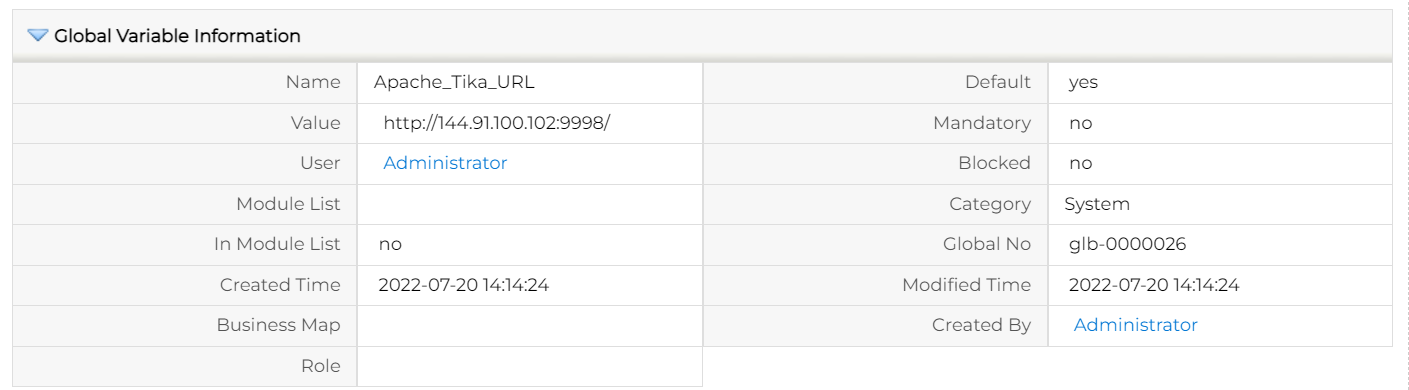 Global Variable Information
Name Apache_Tika_URL Default yes
Value http://144.91.100.102:9998/ Mandatory no
User Administrator Blocked no
Module List Category System
In Module List no Global No glb-0000026
Created Time 2022-07-20 14:14:24 Modified Time 2022-07-20 14:14:24
Business Map Created By Administrator
Role